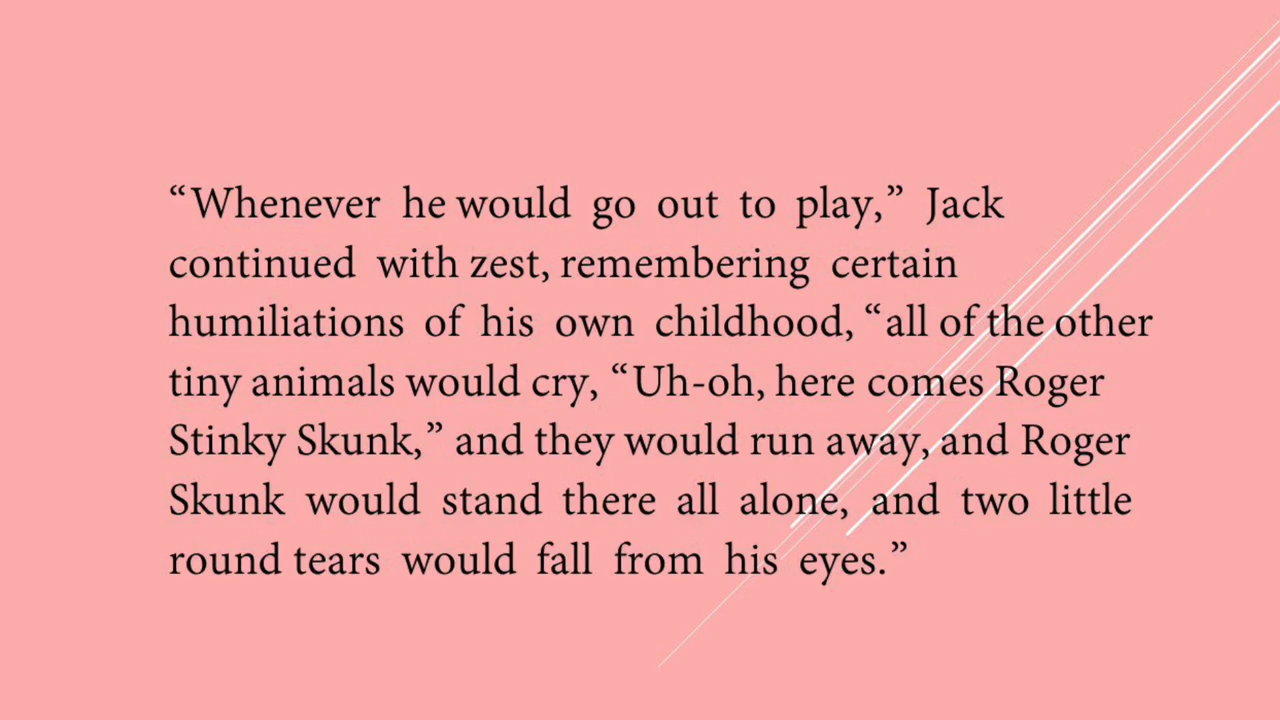 “Whenever he would go out to play,” Jack
continued with zest, remembering certain
humiliations of his own childhood, “all of the other
tiny animals would cry, “Uh-oh, here comes Roger
Stinky Skunk,” and they would run away, and Roger
Skunk would stand there all alone, and two little
round tears would fall from his eyes.”